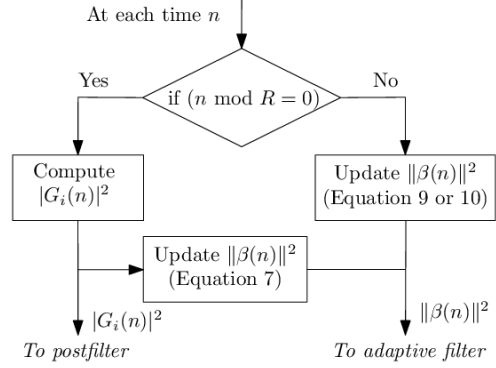 At each time n
Yes
if (n mod R = 0)
No
Compute
|G_i(n)|²
Update ‖β(n)‖²
(Equation 9 or 10)
Update ‖β(n)‖²
(Equation 7)
|G_i(n)|²
‖β(n)‖²
To postfilter
To adaptive filter